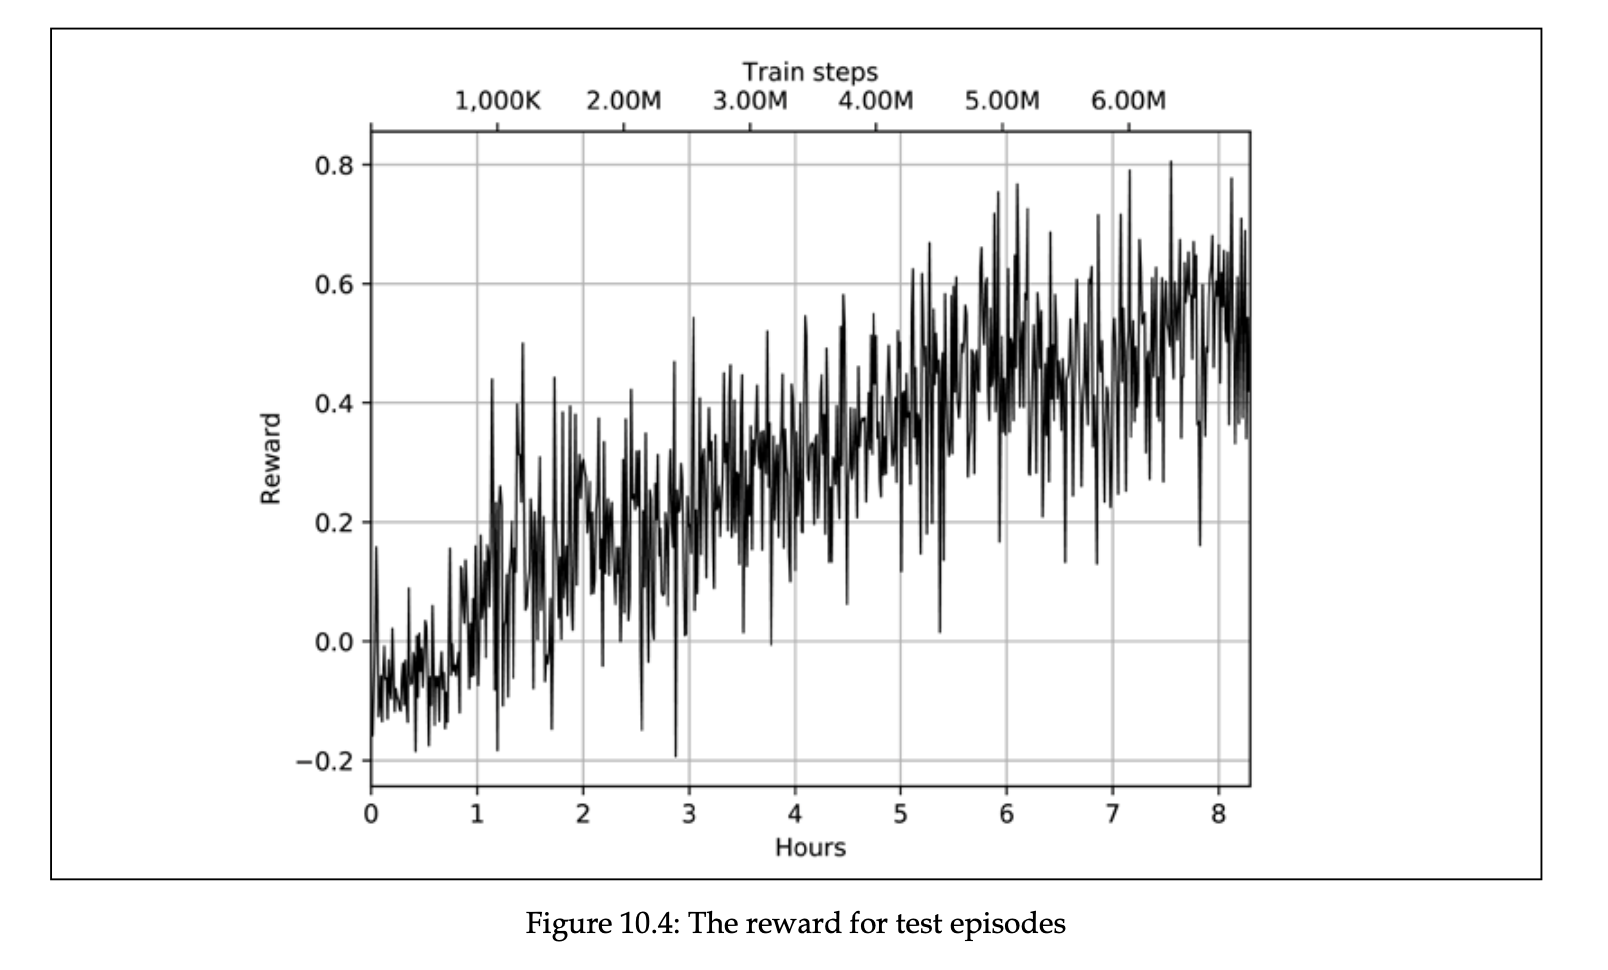 Train steps
1,000K 2.00M 3.00M 4.00M 5.00M 6.00M
0.8
0.6
0.4
0.2
0.0
−0.2
Reward
0 1 2 3 4 5 6 7 8
Hours
Figure 10.4: The reward for test episodes